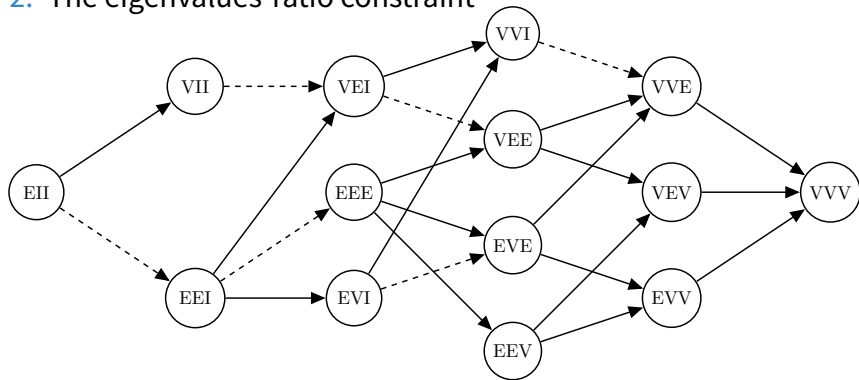 2. The eigenvalues-ratio constraint
VVI
VII
VEI
VVE
VEE
EII
EEE
VEV
VVV
EVE
EEI
EVI
EVV
EEV